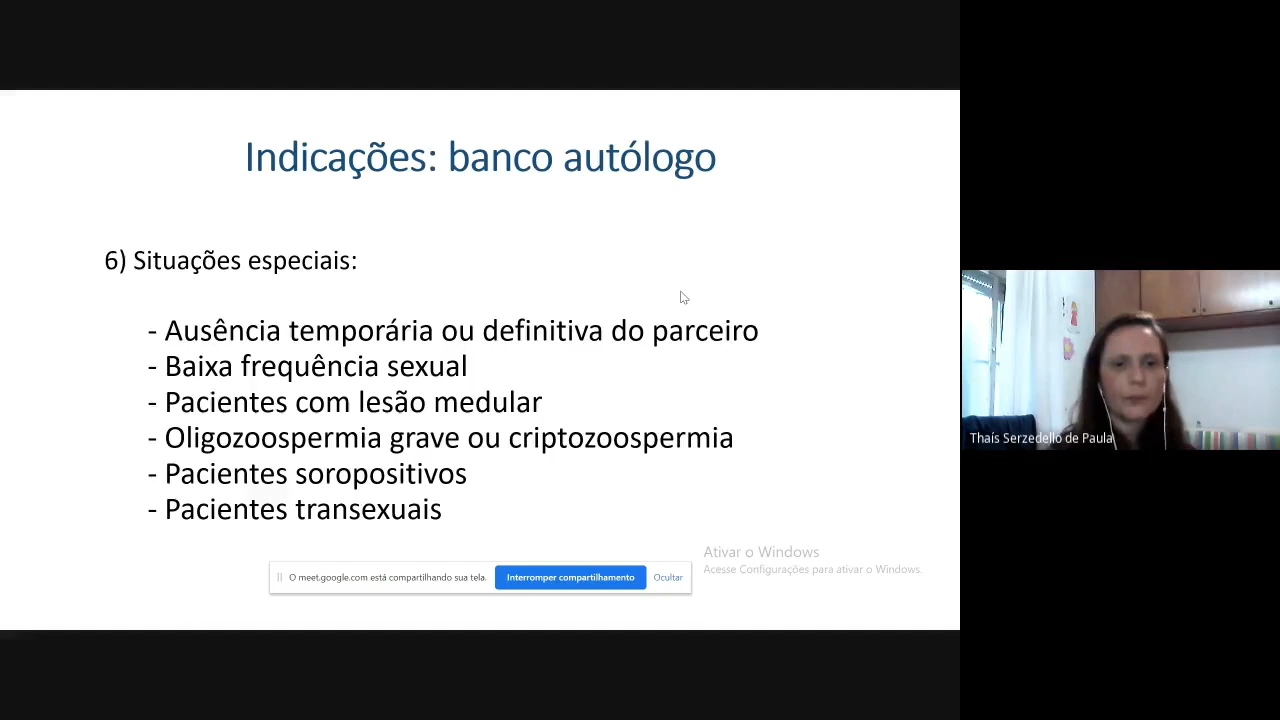 Indicações: banco autólogo
6) Situações especiais:
- Ausência temporária ou definitiva do parceiro
- Baixa frequência sexual
- Pacientes com lesão medular
- Oligozoospermia grave ou criptozoospermia
- Pacientes soropositivos
- Pacientes transexuais
Ativar o Windows
Acesse Configurações para ativar o Windows.
O meet.google.com está compartilhando sua tela. Interromper compartilhamento Ocultar
Thaís Serzedello de Paula